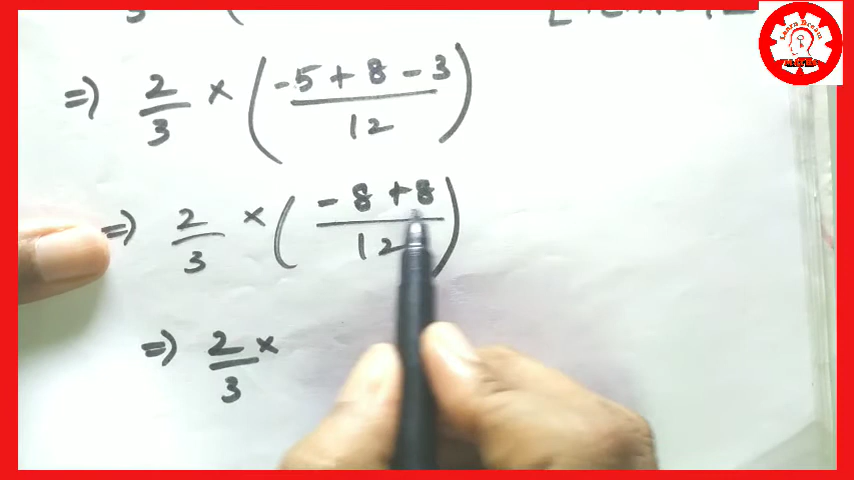 => 2/3 × ( -5 + 8 - 3 / 12 )
=> 2/3 × ( -8 + 8 / 12 )
=> 2/3 ×